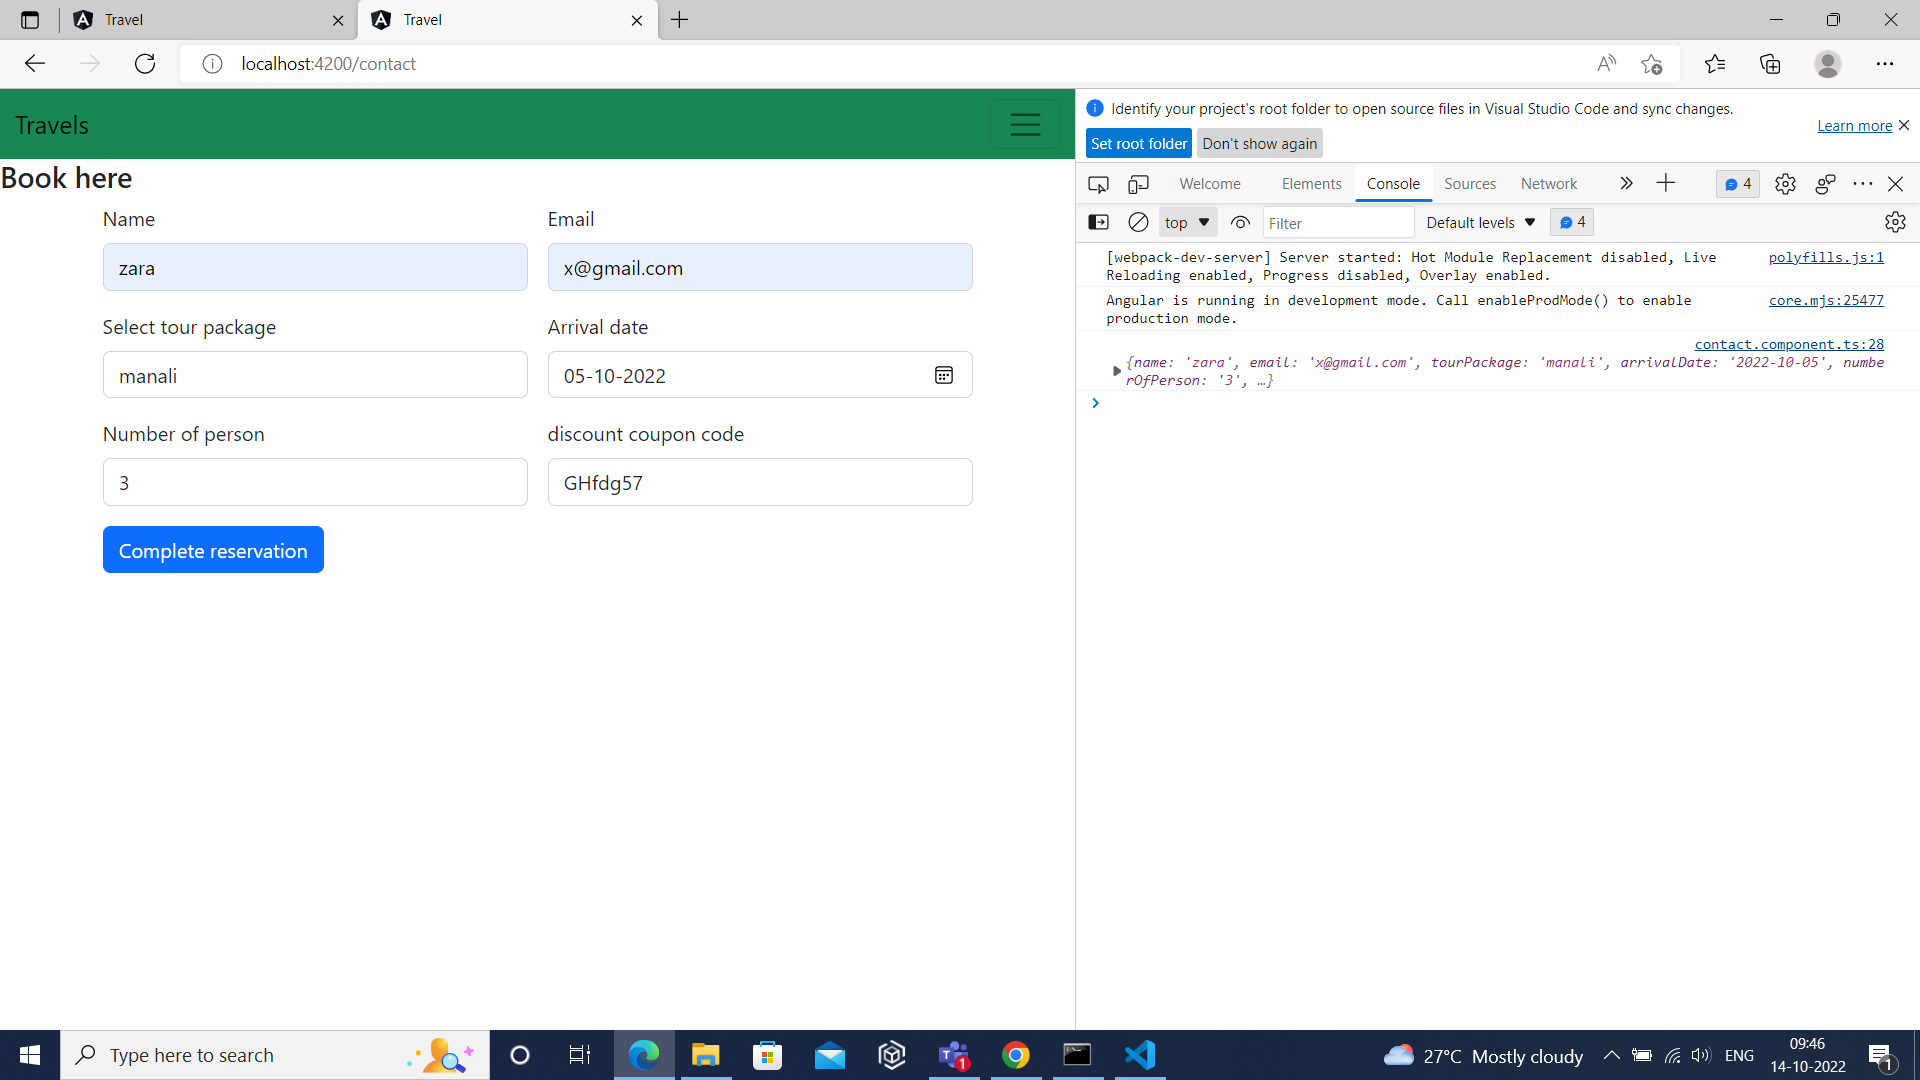 Travel
Travel
localhost:4200/contact
Travels
Book here
Name
Email
zara
x@gmail.com
Select tour package
Arrival date
manali
05-10-2022
Number of person
discount coupon code
3
GHfdg57
Complete reservation
Identify your project's root folder to open source files in Visual Studio Code and sync changes.
Set root folder
Don't show again
Learn more
Welcome
Elements
Console
Sources
Network
4
top
Filter
Default levels
4
[webpack-dev-server] Server started: Hot Module Replacement disabled, Live
polyfills.js:1
Reloading enabled, Progress disabled, Overlay enabled.
Angular is running in development mode. Call enableProdMode() to enable
core.mjs:25477
production mode.
contact.component.ts:28
{name: 'zara', email: 'x@gmail.com', tourPackage: 'manali', arrivalDate: '2022-10-05', numbe
rOfPerson: '3', …}
Type here to search
1
27°C Mostly cloudy
ENG
09:46
14-10-2022
1